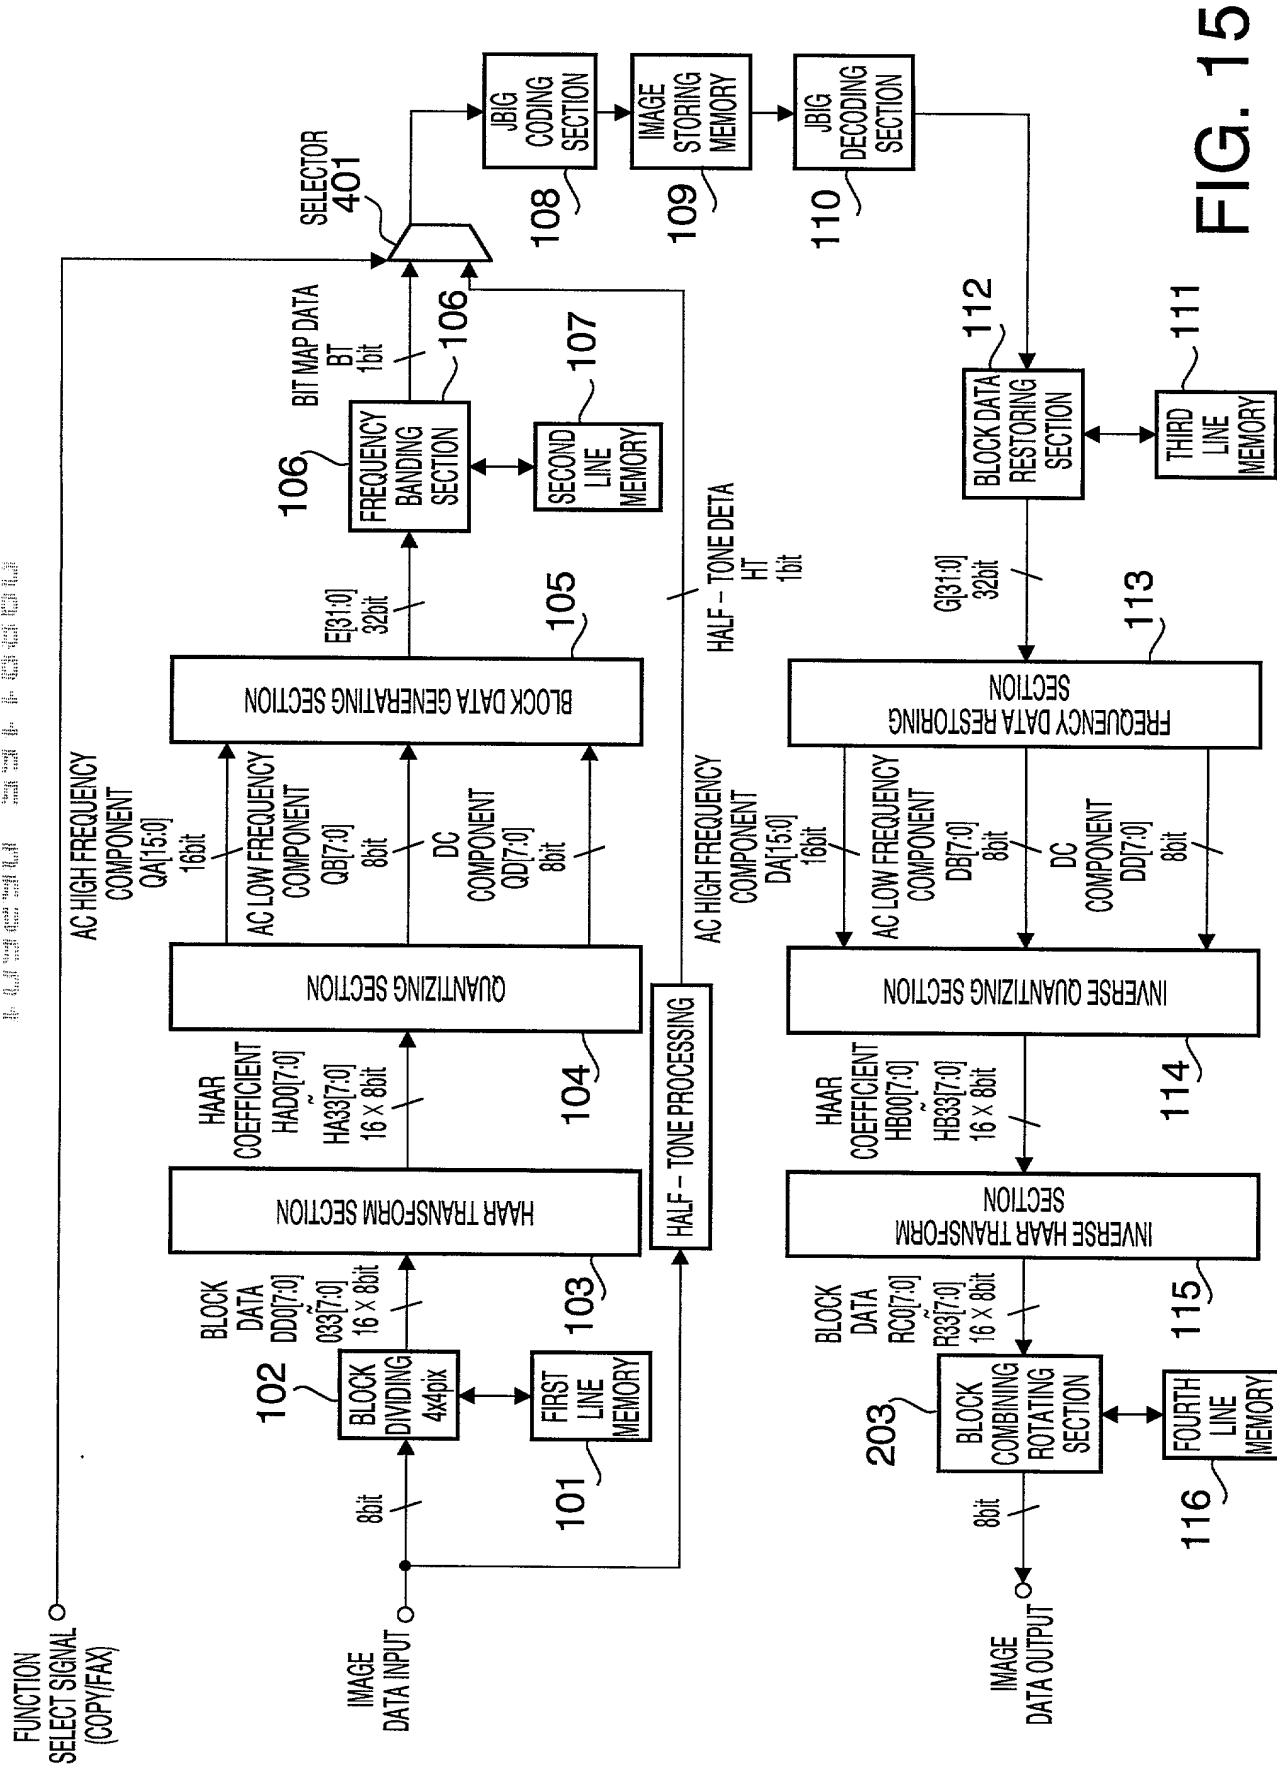 FUNCTION
SELECT SIGNAL
(COPY/FAX)
IMAGE
DATA INPUT
8bit
102
BLOCK
DIVIDING
4x4pix
FIRST
LINE
MEMORY
101
BLOCK
DATA
DD0[7:0]
~
033[7:0]
16 × 8bit
HAAR TRANSFORM SECTION
103
HAAR
COEFFICIENT
HAD0[7:0]
~
HA33[7:0]
16 × 8bit
QUANTIZING SECTION
104
AC HIGH FREQUENCY
COMPONENT
QA[15:0]
16bit
AC LOW FREQUENCY
COMPONENT
QB[7:0]
8bit
DC
COMPONENT
QD[7:0]
8bit
BLOCK DATA GENERATING SECTION
105
E[31:0]
32bit
106
FREQUENCY
BANDING
SECTION
106
SECOND
LINE
MEMORY
107
BIT MAP DATA
BT
1bit
SELECTOR
401
HALF – TONE PROCESSING
HALF – TONE DETA
HT
1bit
JBIG
CODING
SECTION
108
IMAGE
STORING
MEMORY
109
JBIG
DECODING
SECTION
110
112
BLOCK DATA
RESTORING
SECTION
THIRD
LINE
MEMORY
111
G[31:0]
32bit
FREQUENCY DATA RESTORING
SECTION
113
AC HIGH FREQUENCY
COMPONENT
DA[15:0]
16bit
AC LOW FREQUENCY
COMPONENT
DB[7:0]
8bit
DC
COMPONENT
DD[7:0]
8bit
INVERSE QUANTIZING SECTION
114
HAAR
COEFFICIENT
HB00[7:0]
~
HB33[7:0]
16 × 8bit
INVERSE HAAR TRANSFORM
SECTION
115
BLOCK
DATA
RC0[7:0]
~
R33[7:0]
16 × 8bit
203
BLOCK
COMBINING
ROTATING
SECTION
FOURTH
LINE
MEMORY
116
8bit
IMAGE
DATA OUTPUT
FIG. 15